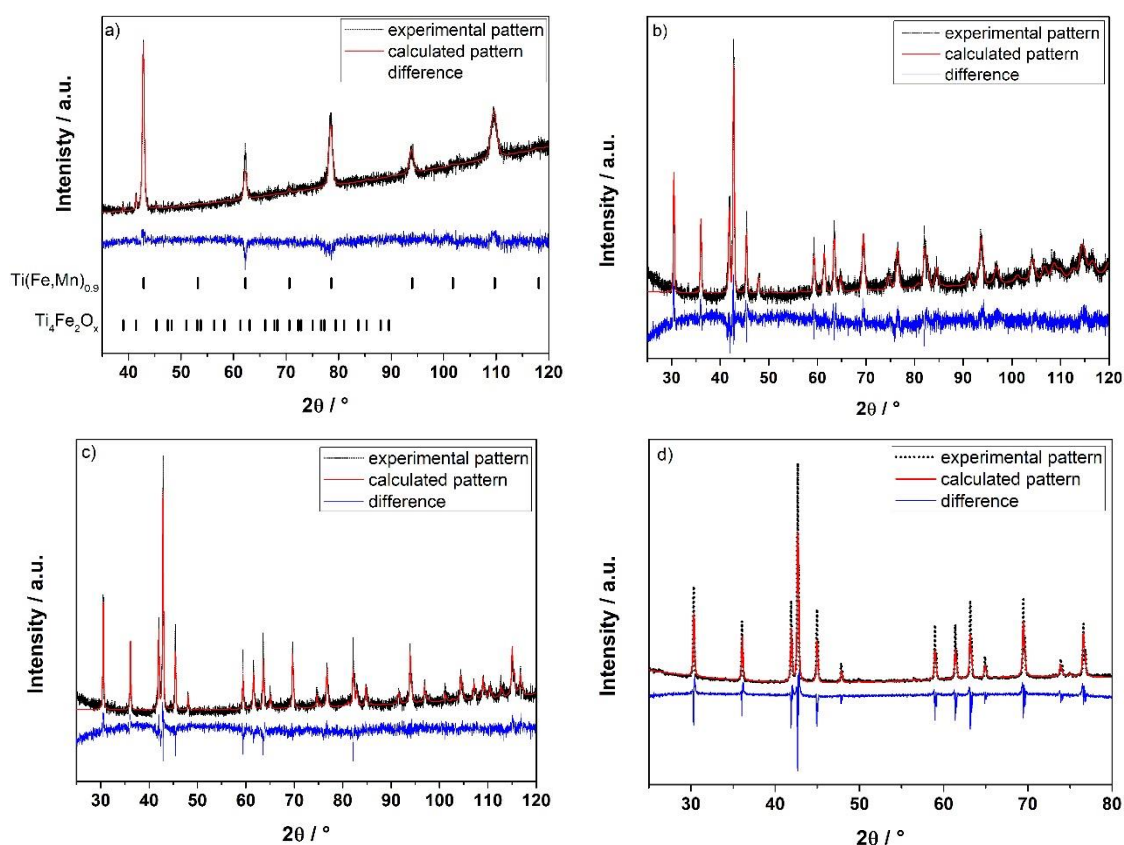 a)
experimental pattern
calculated pattern
difference
Intenisty / a.u.
Ti(Fe,Mn)0.9
Ti4Fe2Ox
40 50 60 70 80 90 100 110 120
2θ / °
b)
experimental pattern
calculated pattern
difference
Intensity / a.u.
30 40 50 60 70 80 90 100 110 120
2θ / °
c)
experimental pattern
calculated pattern
difference
Intensity / a.u.
30 40 50 60 70 80 90 100 110 120
2θ / °
d)
experimental pattern
calculated pattern
difference
Intensity / a.u.
30 40 50 60 70 80
2θ / °